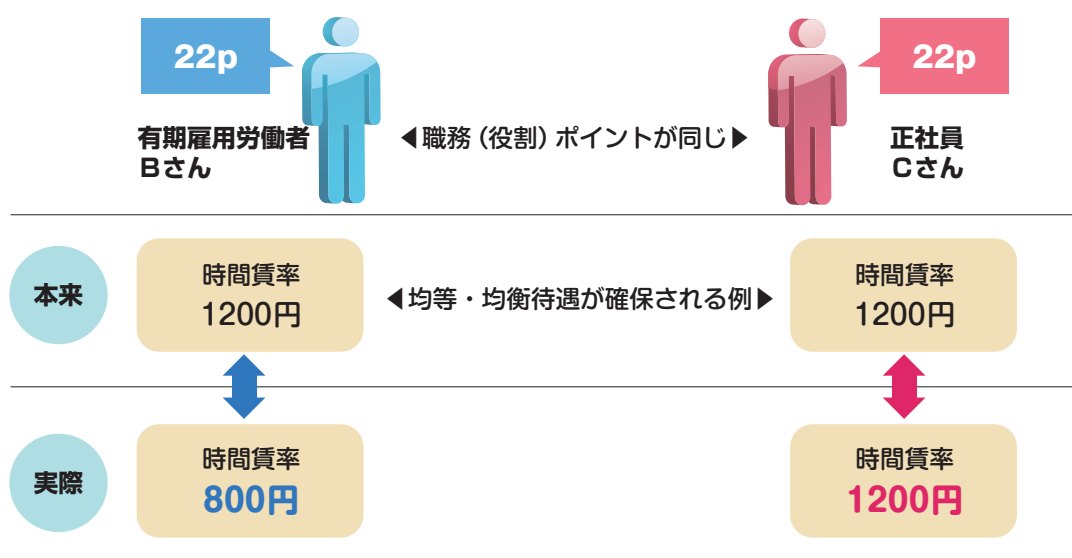 22p
22p
有期雇用労働者
Bさん
◀職務(役割)ポイントが同じ▶
正社員
Cさん
本来
時間賃率
1200円
◀均等・均衡待遇が確保される例▶
時間賃率
1200円
実際
時間賃率
800円
時間賃率
1200円